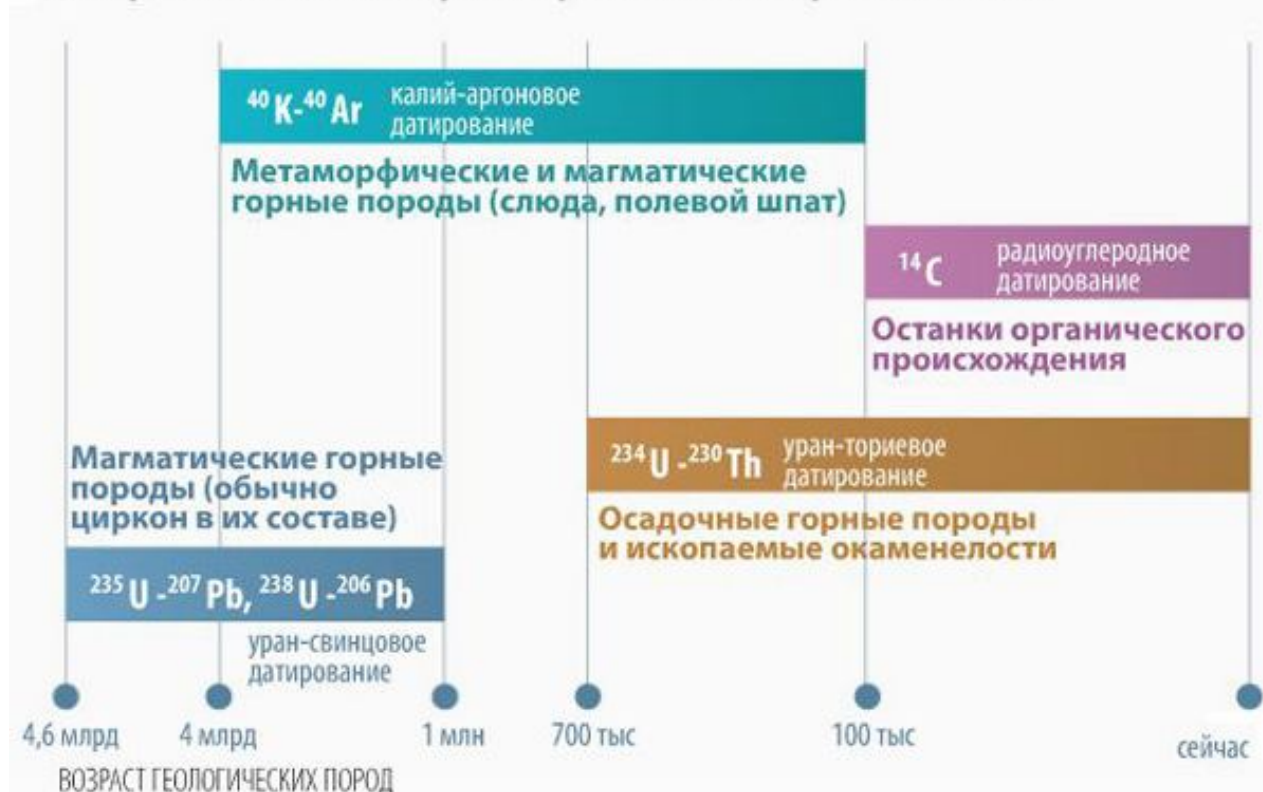 ⁴⁰K-⁴⁰Ar калий-аргоновое
датирование
Метаморфические и магматические
горные породы (слюда, полевой шпат)
¹⁴C радиоуглеродное
датирование
Останки органического
происхождения
²³⁴U -²³⁰Th уран-ториевое
датирование
Осадочные горные породы
и ископаемые окаменелости
Магматические горные
породы (обычно
циркон в их составе)
²³⁵U -²⁰⁷Pb, ²³⁸U -²⁰⁶Pb
уран-свинцовое
датирование
4,6 млрд 4 млрд 1 млн 700 тыс 100 тыс сейчас
ВОЗРАСТ ГЕОЛОГИЧЕСКИХ ПОРОД